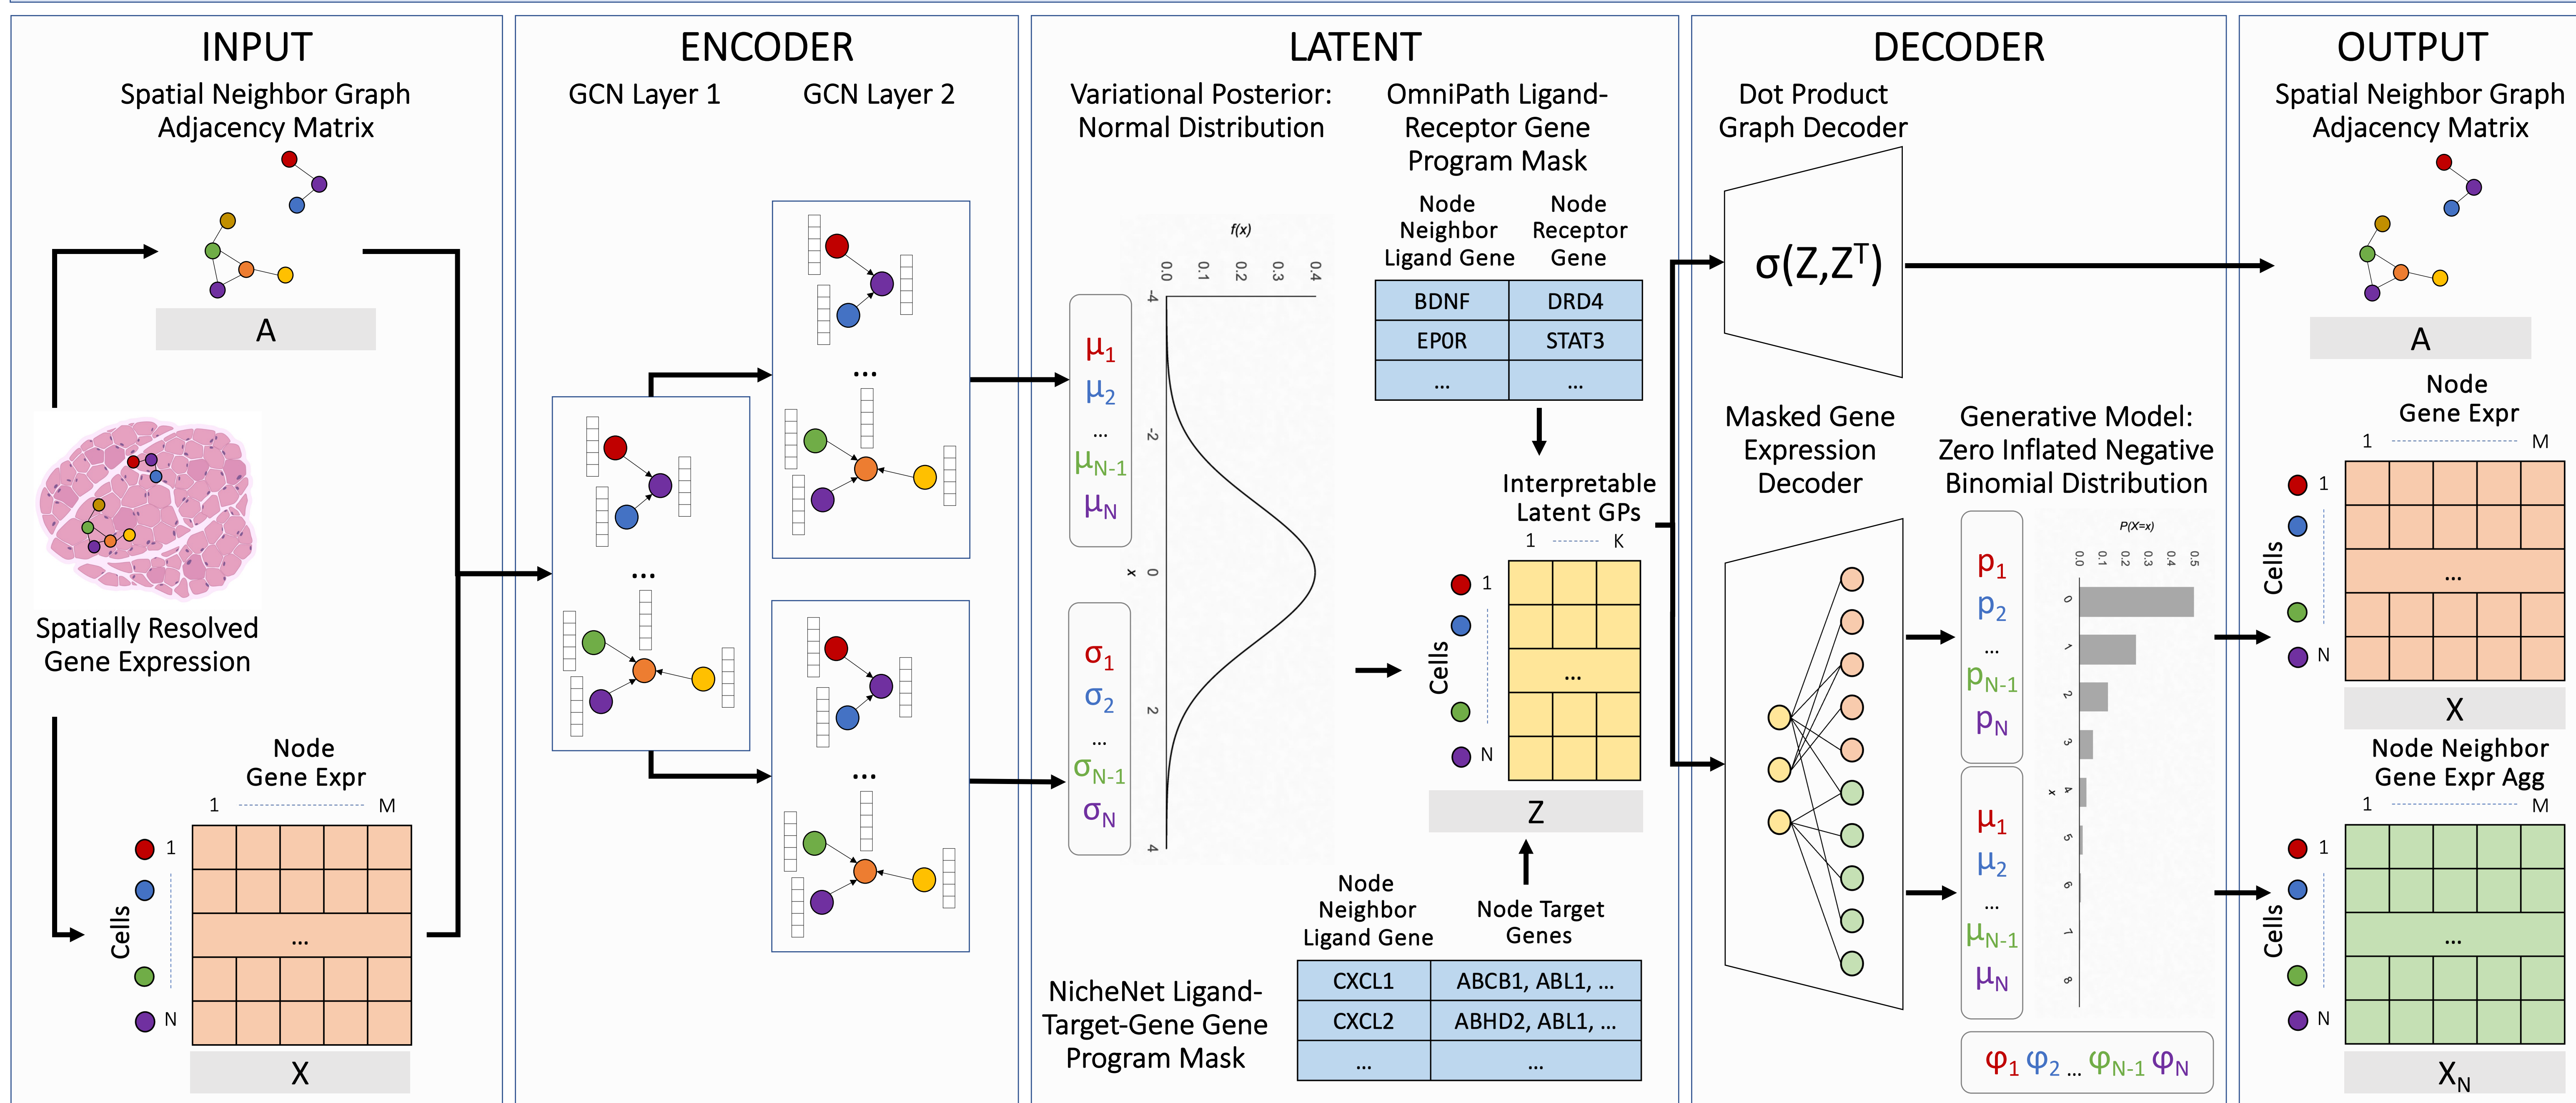 INPUT
Spatial Neighbor Graph
Adjacency Matrix
A
Spatially Resolved
Gene Expression
Node
Gene Expr
1
M
Cells
1
...
N
X
ENCODER
GCN Layer 1
GCN Layer 2
...
...
...
LATENT
Variational Posterior:
Normal Distribution
μ1
μ2
...
μN-1
μN
σ1
σ2
...
σN-1
σN
f(x)
0.0 0.1 0.2 0.3 0.4
-4
-2
x 0
2
4
OmniPath Ligand-
Receptor Gene
Program Mask
Node
Neighbor
Ligand Gene
Node
Receptor
Gene
BDNF DRD4
EP0R STAT3
... ...
Interpretable
Latent GPs
1
K
Cells
1
...
N
Z
Node
Neighbor
Ligand Gene
Node Target
Genes
NicheNet Ligand-
Target-Gene Gene
Program Mask
CXCL1 ABCB1, ABL1, ...
CXCL2 ABHD2, ABL1, ...
... ...
DECODER
Dot Product
Graph Decoder
σ(Z,Zᵀ)
Masked Gene
Expression
Decoder
Generative Model:
Zero Inflated Negative
Binomial Distribution
p1
p2
...
pN-1
pN
μ1
μ2
...
μN-1
μN
φ1 φ2 ... φN-1 φN
P(X=x)
0.0 0.1 0.2 0.3 0.4 0.5
0
1
2
3
x 4
5
6
7
8
OUTPUT
Spatial Neighbor Graph
Adjacency Matrix
A
Node
Gene Expr
1
M
Cells
1
...
N
X
Node Neighbor
Gene Expr Agg
1
M
Cells
1
...
N
XN